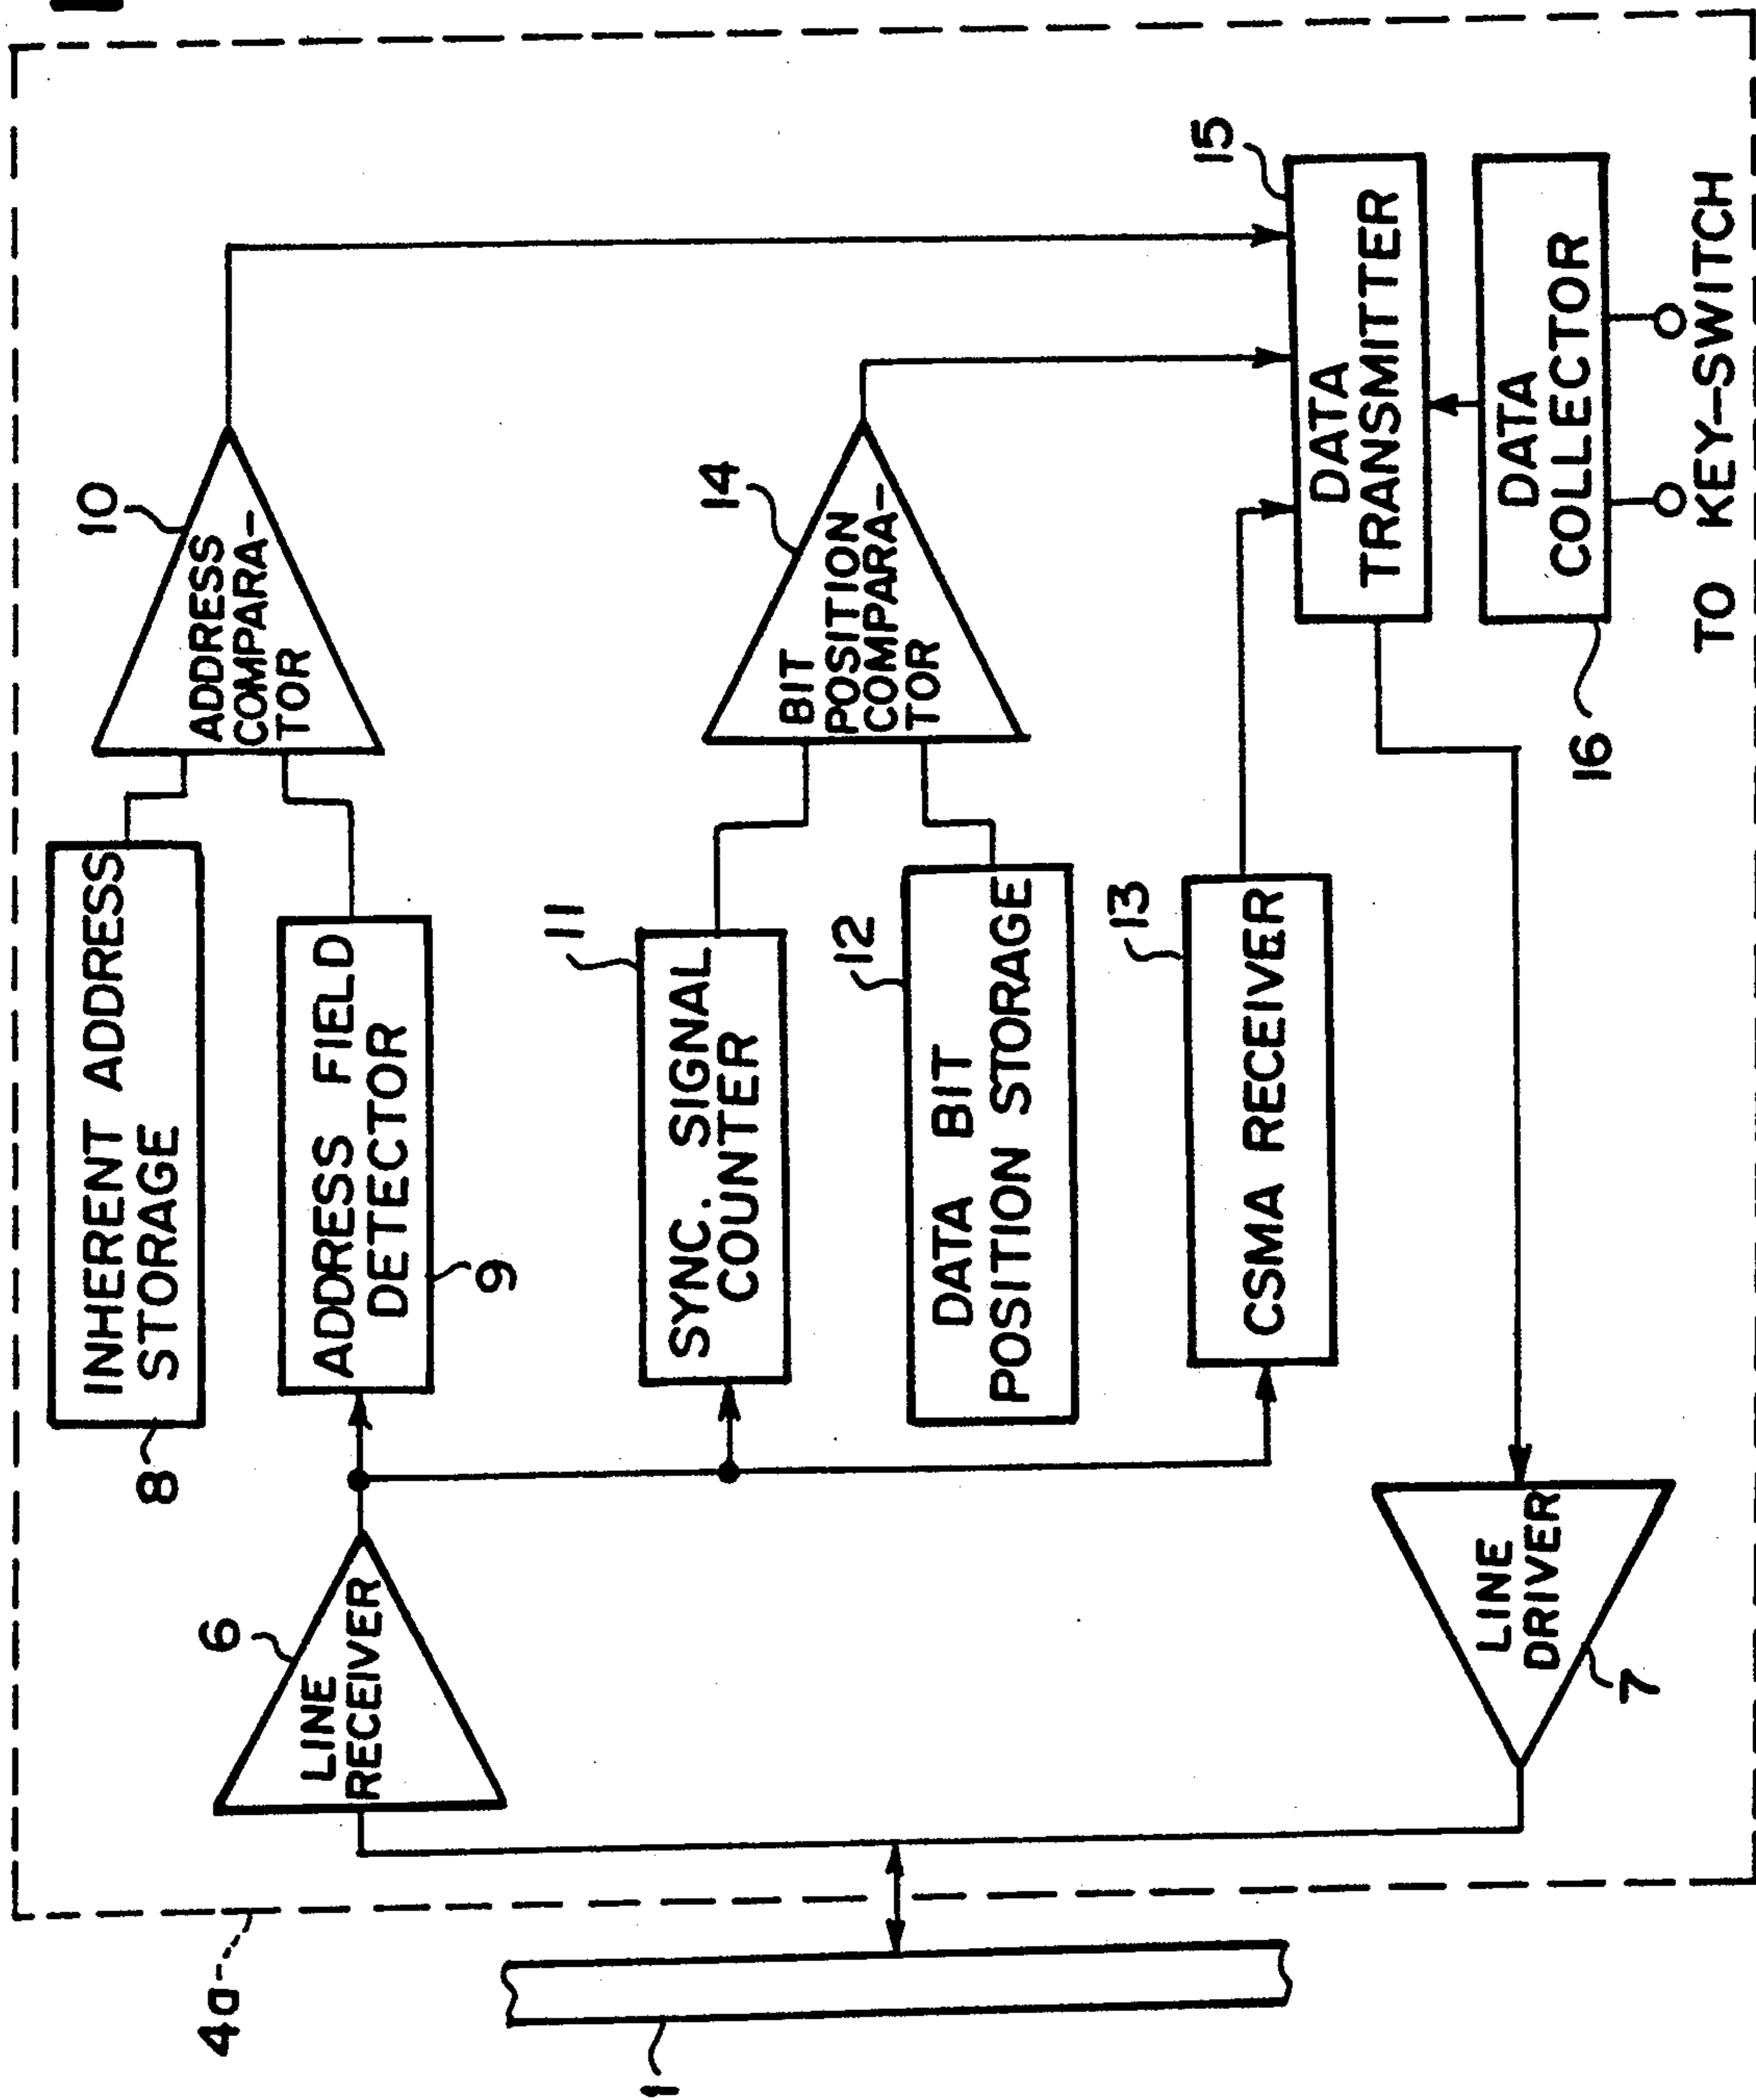 4a
1
6
LINE
RECEIVER
8
INHERENT ADDRESS
STORAGE
ADDRESS FIELD
DETECTOR
9
10
ADDRESS
COMPARA-
TOR
11
SYNC. SIGNAL
COUNTER
12
DATA BIT
POSITION STORAGE
14
BIT
POSITION
COMPARA-
TOR
13
CSMA RECEIVER
15
DATA
TRANSMITTER
LINE
DRIVER
7
16
DATA
COLLECTOR
TO KEY-SWITCH